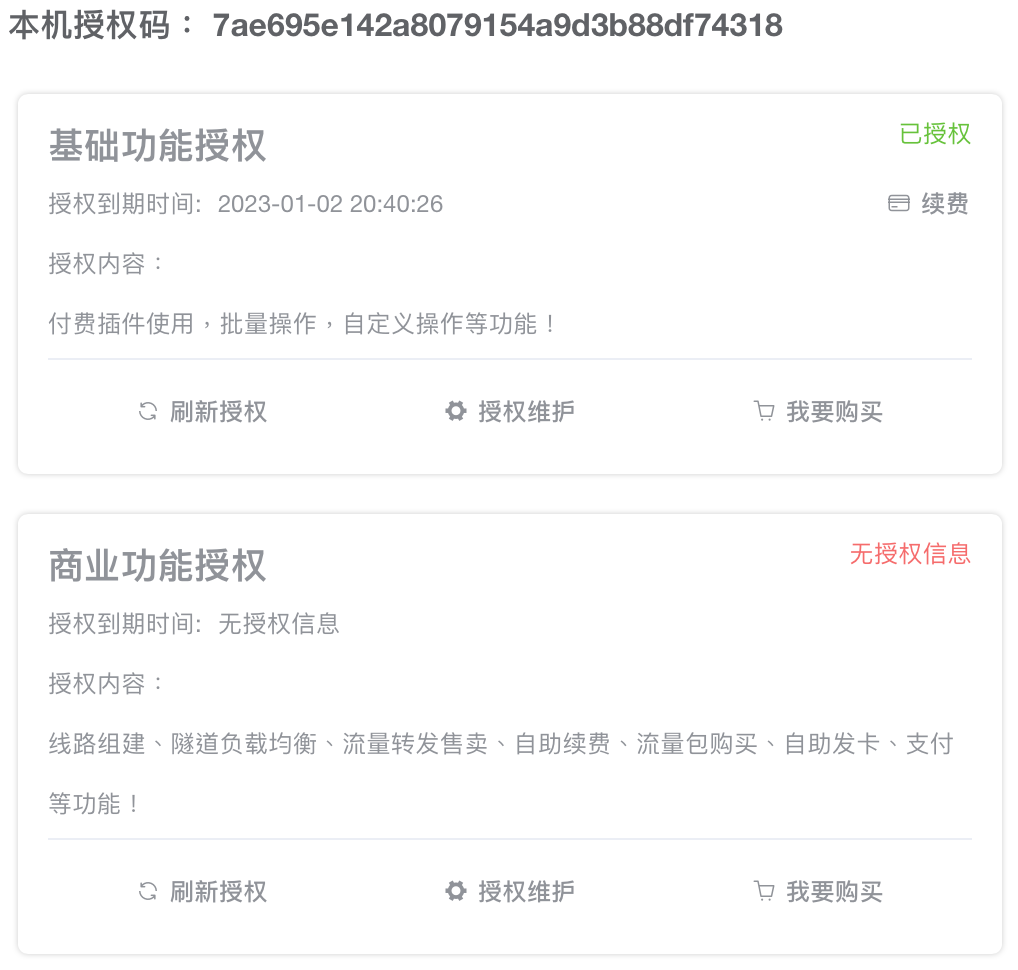 本机授权码： 7ae695e142a8079154a9d3b88df74318
基础功能授权
已授权
授权到期时间: 2023-01-02 20:40:26
续费
授权内容：
付费插件使用，批量操作，自定义操作等功能！
刷新授权
授权维护
我要购买
商业功能授权
无授权信息
授权到期时间: 无授权信息
授权内容：
线路组建、隧道负载均衡、流量转发售卖、自助续费、流量包购买、自助发卡、支付
等功能！
刷新授权
授权维护
我要购买